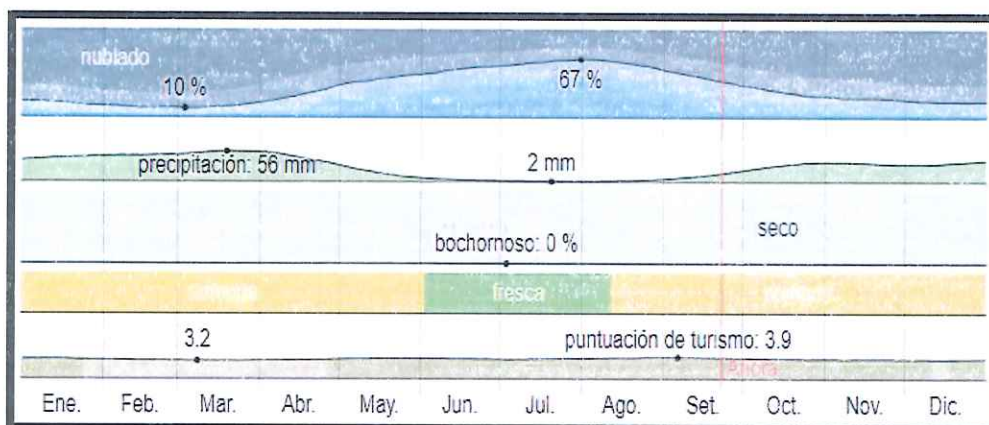 nublado
10 %
67 %
precipitación: 56 mm
2 mm
seco
bochornoso: 0 %
fresca
3.2
puntuación de turismo: 3.9
Ahora
Ene. Feb. Mar. Abr. May. Jun. Jul. Ago. Set. Oct. Nov. Dic.